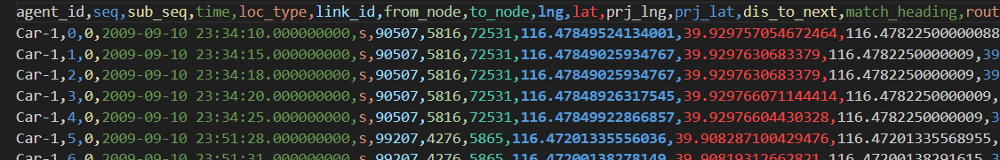 agent_id,seq,sub_seq,time,loc_type,link_id,from_node,to_node,lng,lat,prj_lng,prj_lat,dis_to_next,match_heading,rout
Car-1,0,0,2009-09-10 23:34:10.000000000,s,90507,5816,72531,116.47849524134001,39.929757054672464,116.47822500000088
Car-1,1,0,2009-09-10 23:34:15.000000000,s,90507,5816,72531,116.47849025934767,39.9297630683379,116.4782250000009,39
Car-1,2,0,2009-09-10 23:34:18.000000000,s,90507,5816,72531,116.47849025934767,39.9297630683379,116.4782250000009,39
Car-1,3,0,2009-09-10 23:34:20.000000000,s,90507,5816,72531,116.47848926317545,39.929766071144414,116.4782250000009,
Car-1,4,0,2009-09-10 23:34:25.000000000,s,90507,5816,72531,116.47849922866857,39.92976604430328,116.4782250000009,3
Car-1,5,0,2009-09-10 23:51:28.000000000,s,99207,4276,5865,116.47201335556036,39.908287100429476,116.47201335568955,
Car-1,6,0,2009-09-10 23:51:31.000000000,s,99207,4276,5865,116.47200138278149,39.90819312662821,116.47200138291615,3